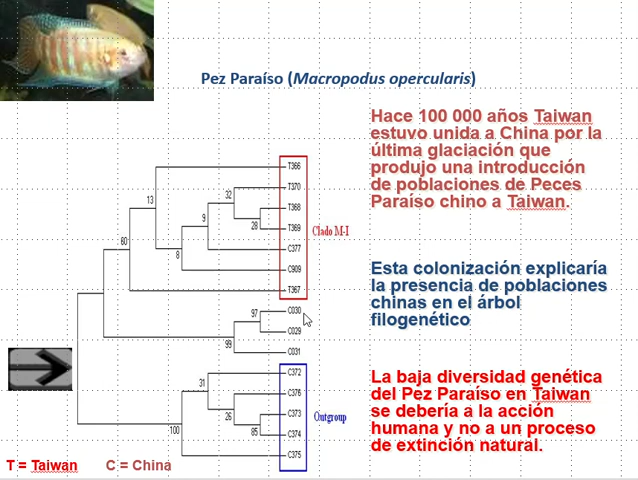 Pez Paraíso (Macropodus opercularis)
Hace 100 000 años Taiwan
estuvo unida a China por la
última glaciación que
produjo una introducción
de poblaciones de Peces
Paraíso chino a Taiwan.
Esta colonización explicaría
la presencia de poblaciones
chinas en el árbol
filogenético
La baja diversidad genética
del Pez Paraíso en Taiwan
se debería a la acción
humana y no a un proceso
de extinción natural.
T366
13
T370
32
T368
9
28
T369
Clado M-I
60
C377
8
C909
T367
97
C030
C029
99
C031
C372
31
C376
26
C373
Outgroup
85
C374
100
C375
T = Taiwan C = China